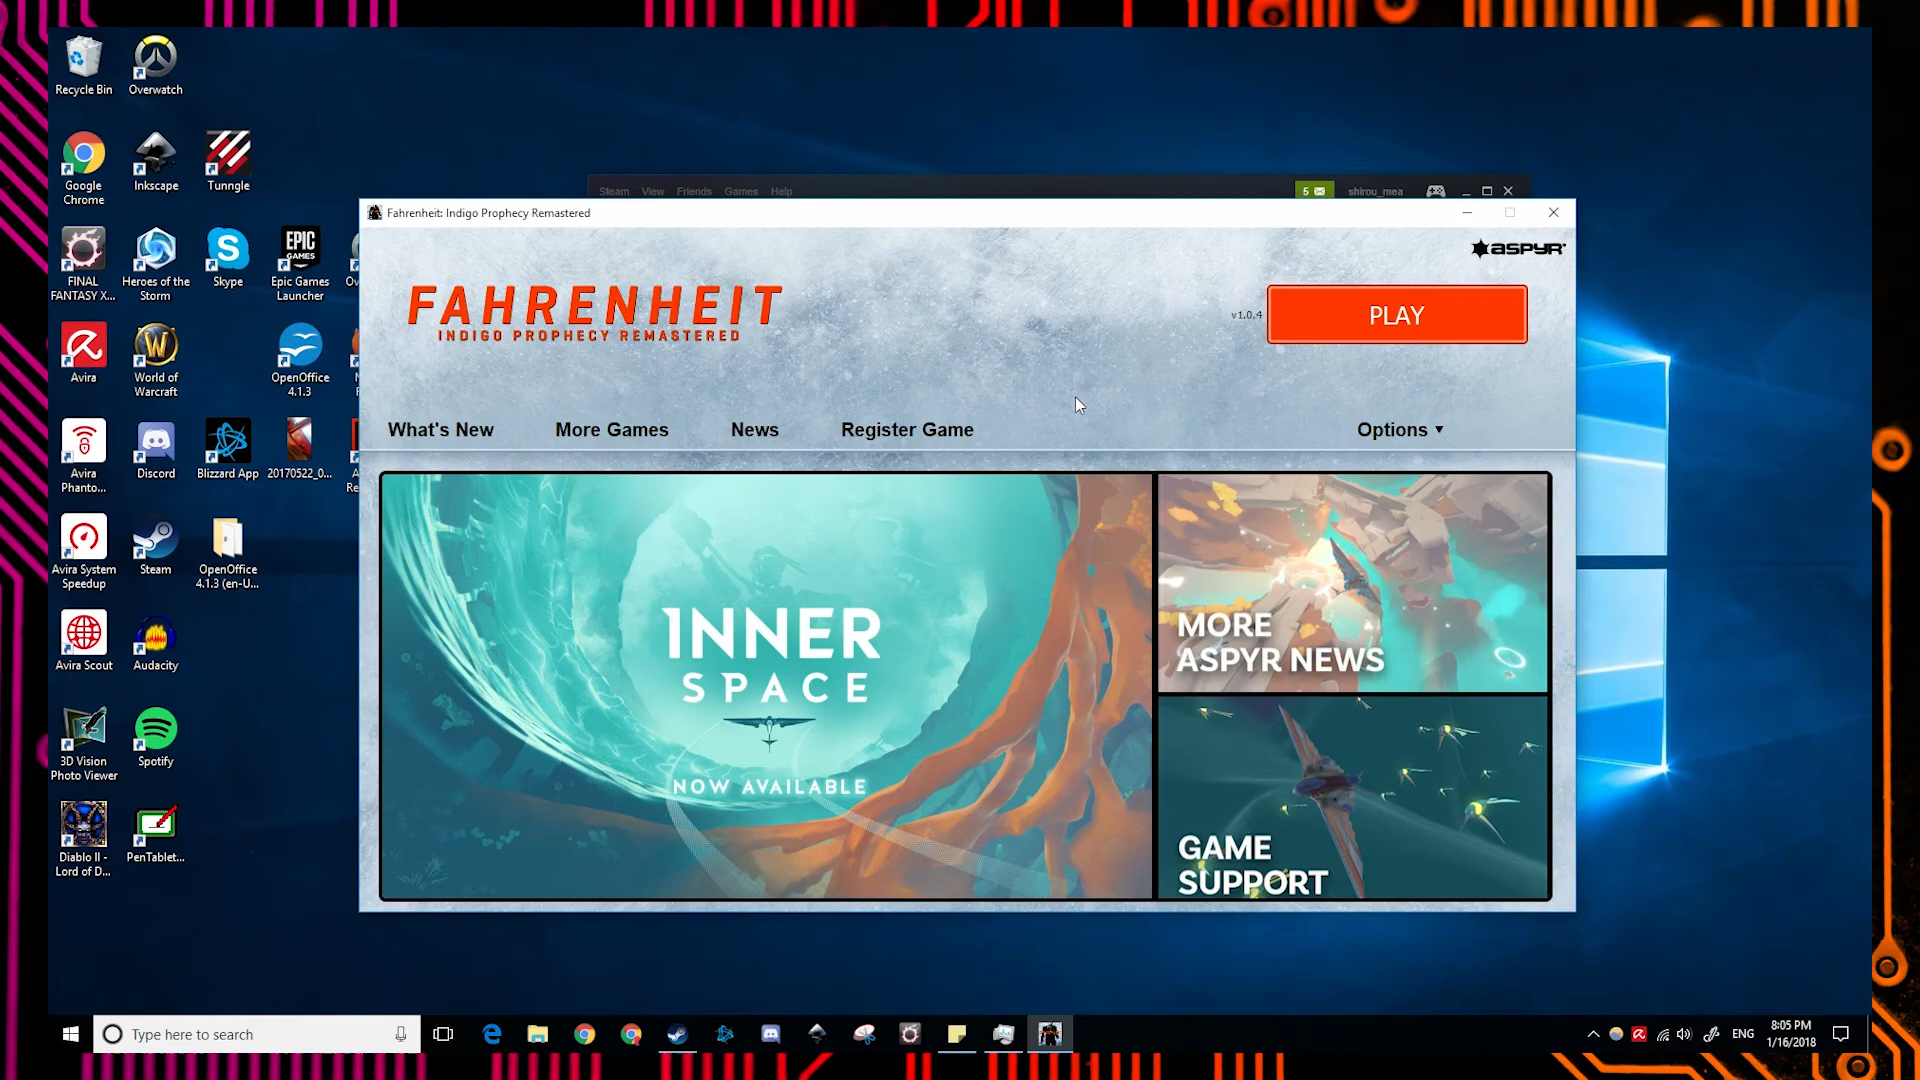 Recycle Bin
Overwatch
Google
Chrome
Inkscape
Tunngle
FINAL
FANTASY X...
Heroes of the
Storm
Skype
EPIC
GAMES
Epic Games
Launcher
Avira
World of
Warcraft
OpenOffice
4.1.3
Avira
Phanto...
Discord
Blizzard App
20170522_0...
Avira System
Speedup
Steam
OpenOffice
4.1.3 (en-U...
Avira Scout
Audacity
3D Vision
Photo Viewer
Spotify
Diablo II -
Lord of D...
PenTablet...
Steam View Friends Games Help
5
shirou_mea
Fahrenheit: Indigo Prophecy Remastered
ASPYR
FAHRENHEIT
INDIGO PROPHECY REMASTERED
v1.0.4
PLAY
What's New
More Games
News
Register Game
Options
INNER
SPACE
NOW AVAILABLE
MORE
ASPYR NEWS
GAME
SUPPORT
Type here to search
ENG
8:05 PM
1/16/2018